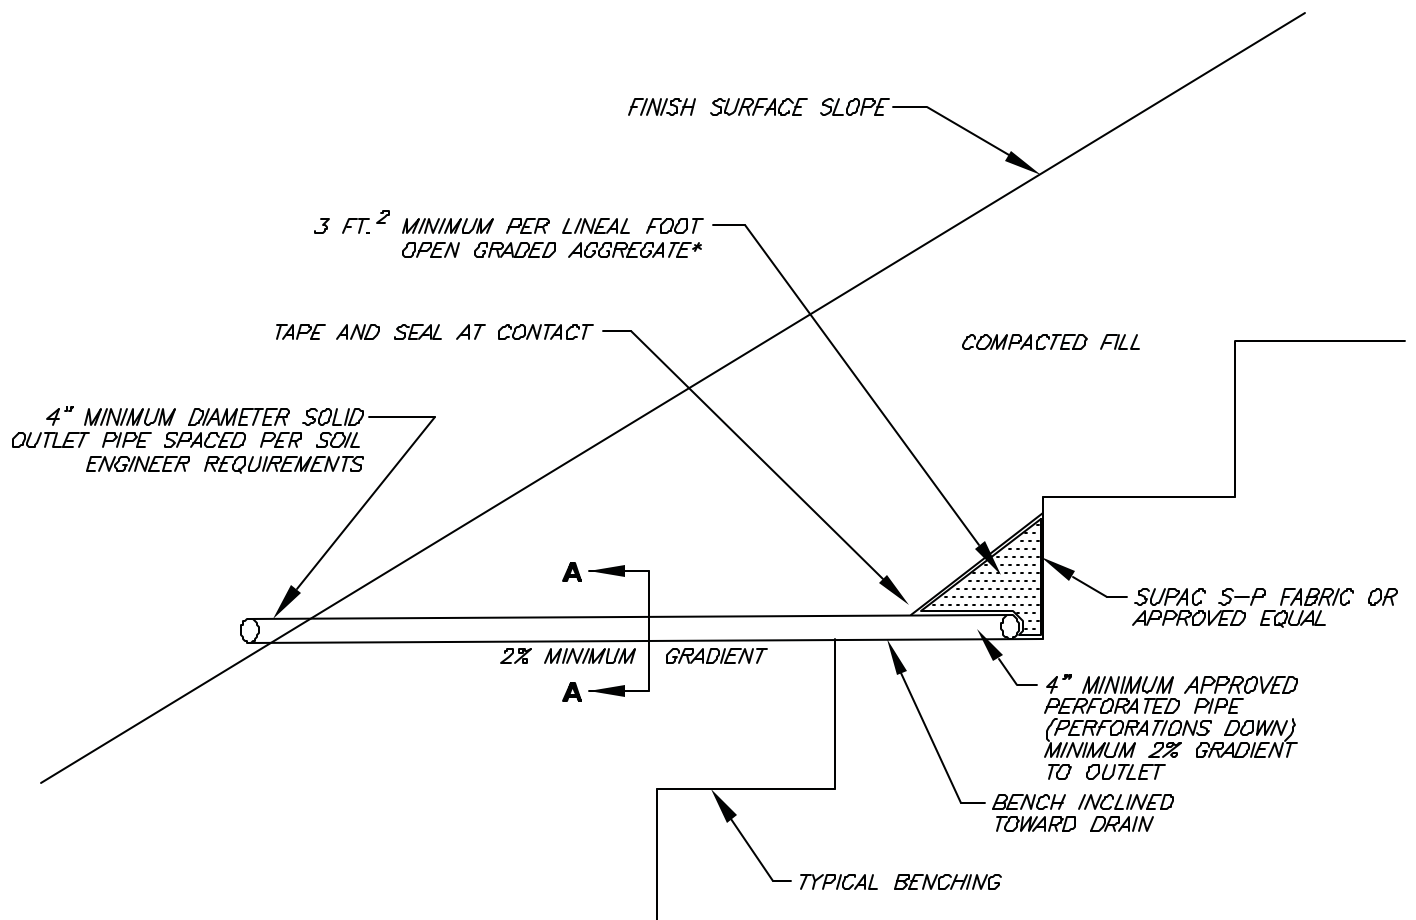 FINISH SURFACE SLOPE
3 FT.² MINIMUM PER LINEAL FOOT
OPEN GRADED AGGREGATE*
TAPE AND SEAL AT CONTACT
COMPACTED FILL
4" MINIMUM DIAMETER SOLID
OUTLET PIPE SPACED PER SOIL
ENGINEER REQUIREMENTS
A
SUPAC S-P FABRIC OR
APPROVED EQUAL
2% MINIMUM GRADIENT
A
4" MINIMUM APPROVED
PERFORATED PIPE
(PERFORATIONS DOWN)
MINIMUM 2% GRADIENT
TO OUTLET
BENCH INCLINED
TOWARD DRAIN
TYPICAL BENCHING